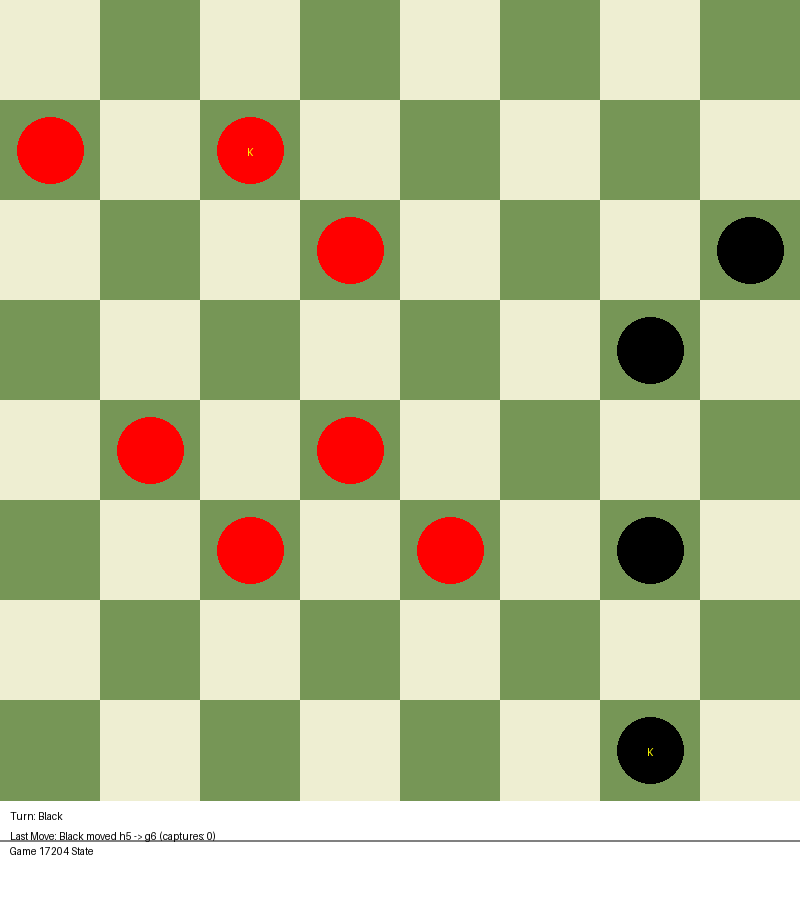 K
K
Turn: Black
Last Move: Black moved h5 -> g6 (captures: 0)
Game 17204 State